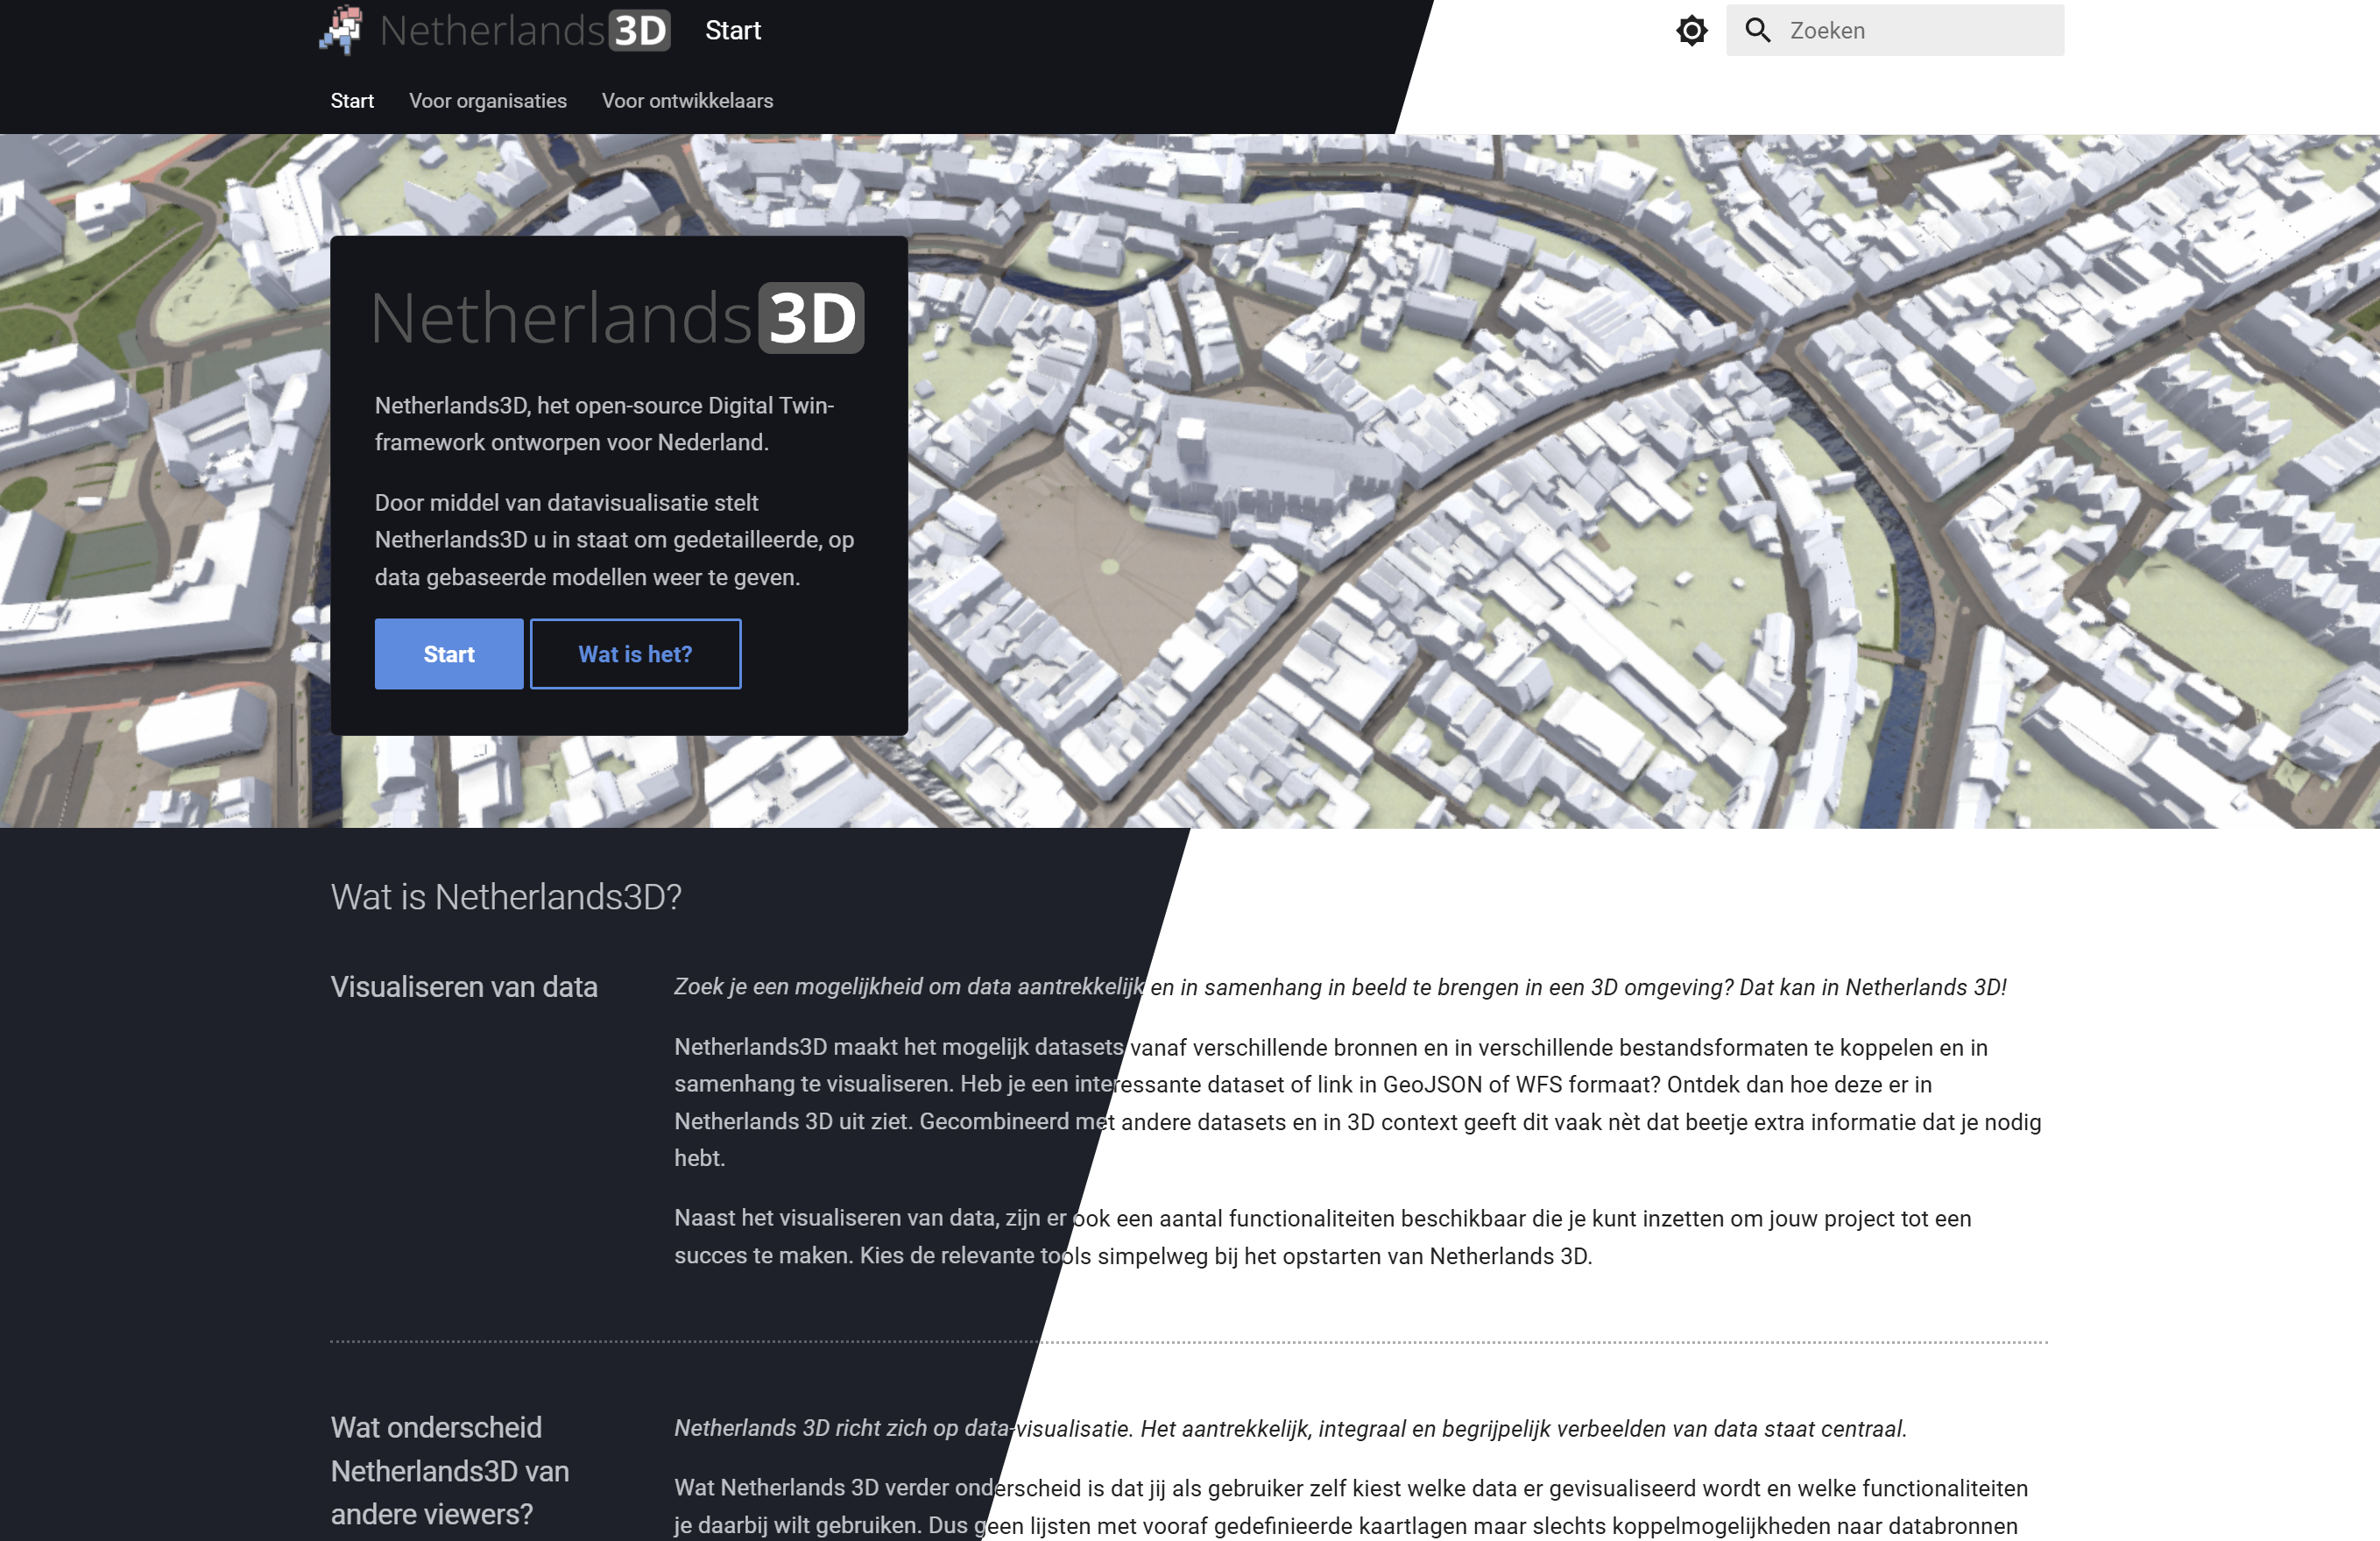 Netherlands3D
Start
Zoeken
Start
Voor organisaties
Voor ontwikkelaars
Netherlands3D
Netherlands3D, het open-source Digital Twin-
framework ontworpen voor Nederland.
Door middel van datavisualisatie stelt
Netherlands3D u in staat om gedetailleerde, op
data gebaseerde modellen weer te geven.
Start
Wat is het?
Wat is Netherlands3D?
Visualiseren van data
Zoek je een mogelijkheid om data aantrekkelijk en in samenhang in beeld te brengen in een 3D omgeving? Dat kan in Netherlands 3D!
Netherlands3D maakt het mogelijk datasets vanaf verschillende bronnen en in verschillende bestandsformaten te koppelen en in
samenhang te visualiseren. Heb je een interessante dataset of link in GeoJSON of WFS formaat? Ontdek dan hoe deze er in
Netherlands 3D uit ziet. Gecombineerd met andere datasets en in 3D context geeft dit vaak nèt dat beetje extra informatie dat je nodig
hebt.
Naast het visualiseren van data, zijn er ook een aantal functionaliteiten beschikbaar die je kunt inzetten om jouw project tot een
succes te maken. Kies de relevante tools simpelweg bij het opstarten van Netherlands 3D.
Wat onderscheid
Netherlands3D van
andere viewers?
Netherlands 3D richt zich op data-visualisatie. Het aantrekkelijk, integraal en begrijpelijk verbeelden van data staat centraal.
Wat Netherlands 3D verder onderscheid is dat jij als gebruiker zelf kiest welke data er gevisualiseerd wordt en welke functionaliteiten
je daarbij wilt gebruiken. Dus geen lijsten met vooraf gedefinieerde kaartlagen maar slechts koppelmogelijkheden naar databronnen